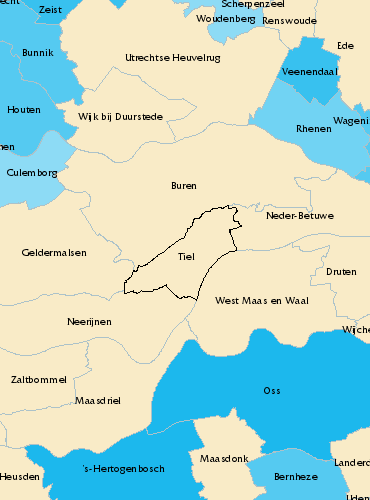 echt
Zeist
Scherpenzeel
Woudenberg
Renswoude
Ede
Bunnik
Utrechtse Heuvelrug
Veenendaal
Houten
Wijk bij Duurstede
Rhenen
Wageni
nen
Culemborg
Buren
Neder-Betuwe
Geldermalsen
Tiel
Druten
West Maas en Waal
Neerijnen
Wijche
Zaltbommel
Oss
Maasdriel
Maasdonk
's-Hertogenbosch
Landerd
Heusden
Bernheze
Uden